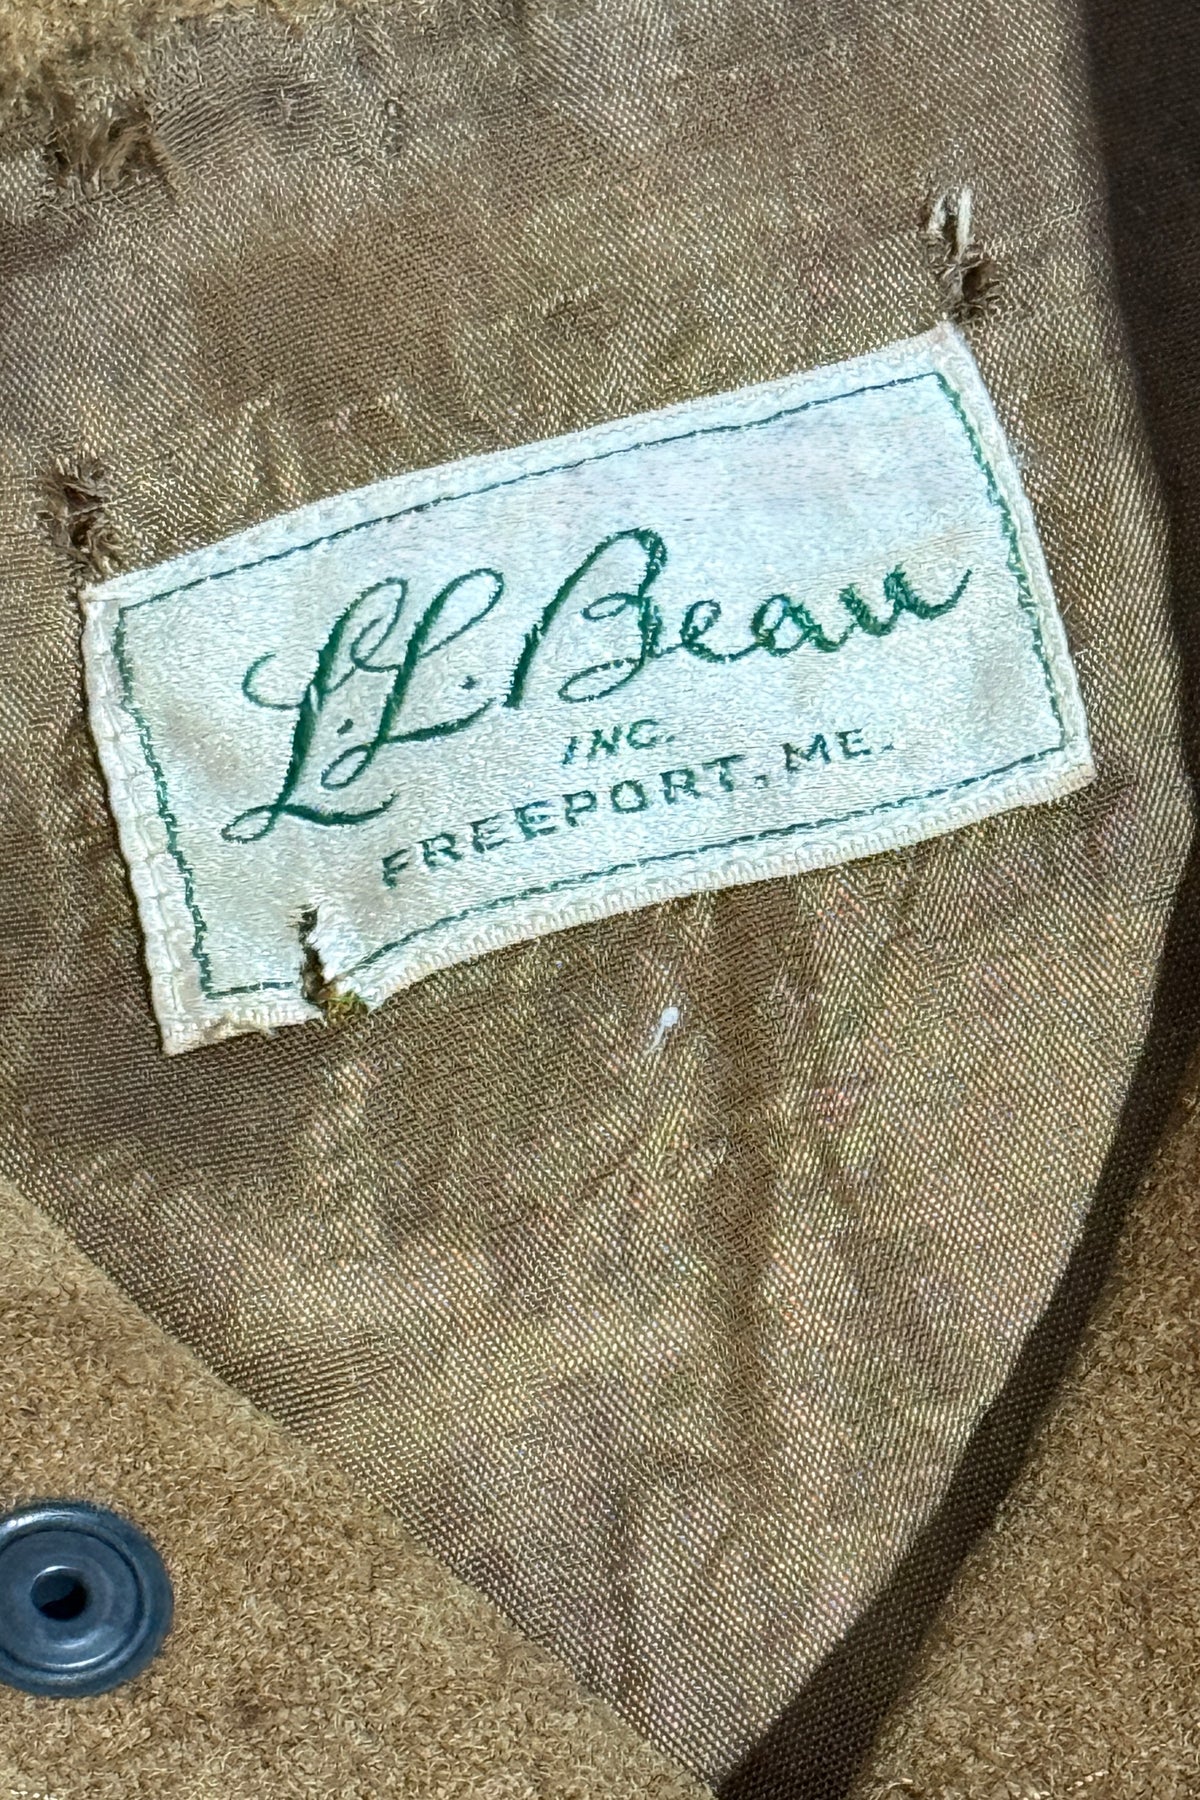 L.L. Bean
INC.
FREEPORT, ME.